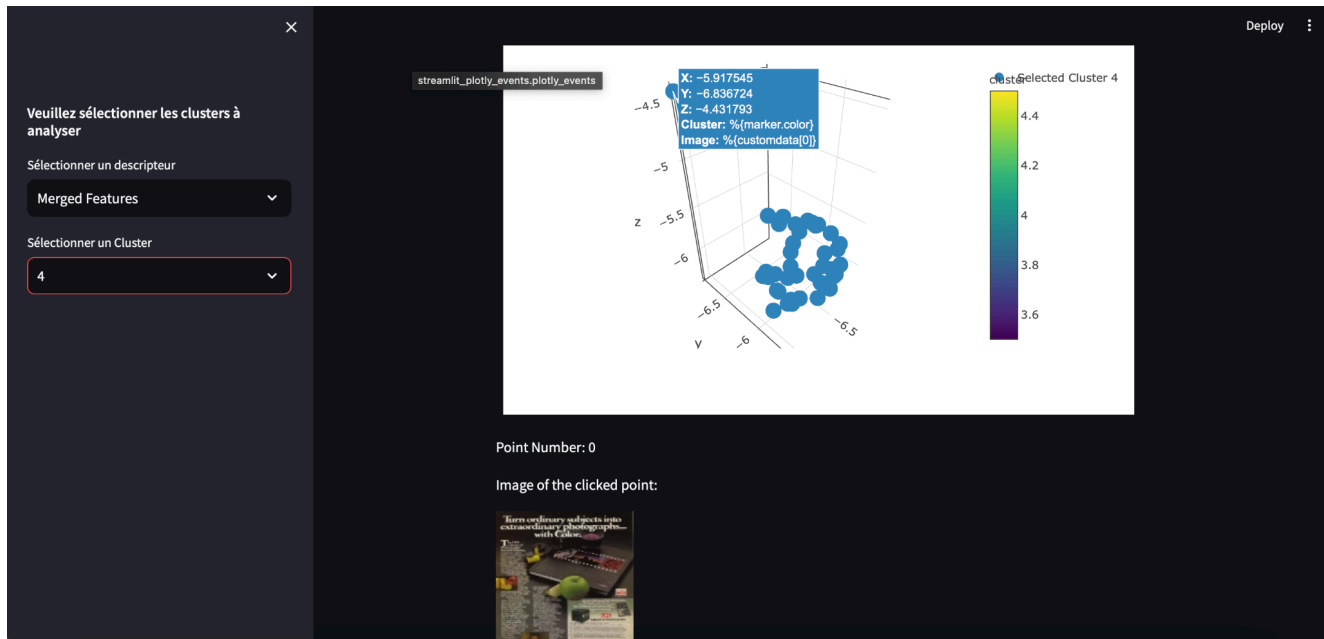 Deploy
Veuillez sélectionner les clusters à
analyser
Sélectionner un descripteur
Merged Features
Sélectionner un Cluster
4
streamlit_plotly_events.plotly_events
X: −5.917545
Y: −6.836724
Z: −4.431793
Cluster: %{marker.color}
Image: %{customdata[0]}
−4.5
−5
−5.5
−6
z
−6.5
−6
y
−6.5
cluster
Selected Cluster 4
4.4
4.2
4
3.8
3.6
Point Number: 0
Image of the clicked point:
Turn ordinary subjects into
extraordinary photographs...
with Color.